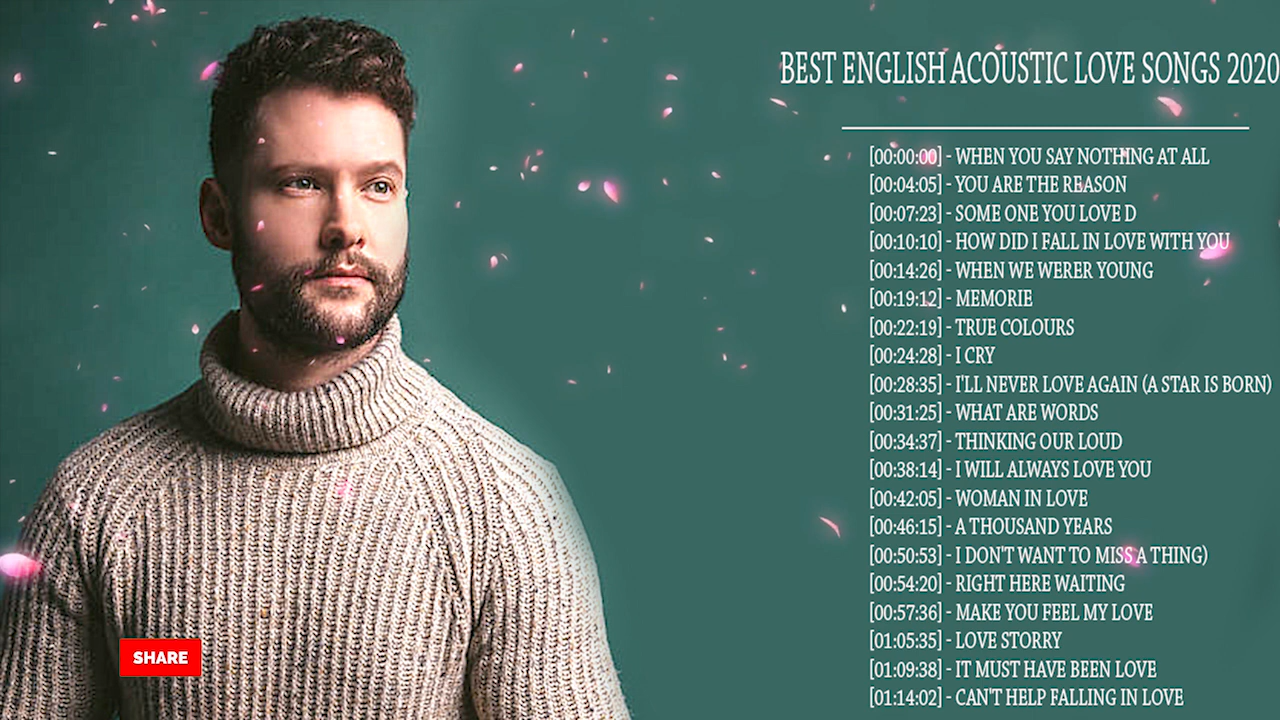 BEST ENGLISH ACOUSTIC LOVE SONGS 2020
[00:00:00] - WHEN YOU SAY NOTHING AT ALL
[00:04:05] - YOU ARE THE REASON
[00:07:23] - SOME ONE YOU LOVE D
[00:10:10] - HOW DID I FALL IN LOVE WITH YOU
[00:14:26] - WHEN WE WERER YOUNG
[00:19:12] - MEMORIE
[00:22:19] - TRUE COLOURS
[00:24:28] - I CRY
[00:28:35] - I'LL NEVER LOVE AGAIN (A STAR IS BORN)
[00:31:25] - WHAT ARE WORDS
[00:34:37] - THINKING OUR LOUD
[00:38:14] - I WILL ALWAYS LOVE YOU
[00:42:05] - WOMAN IN LOVE
[00:46:15] - A THOUSAND YEARS
[00:50:53] - I DON'T WANT TO MISS A THING)
[00:54:20] - RIGHT HERE WAITING
[00:57:36] - MAKE YOU FEEL MY LOVE
[01:05:35] - LOVE STORRY
[01:09:38] - IT MUST HAVE BEEN LOVE
[01:14:02] - CAN'T HELP FALLING IN LOVE
SHARE